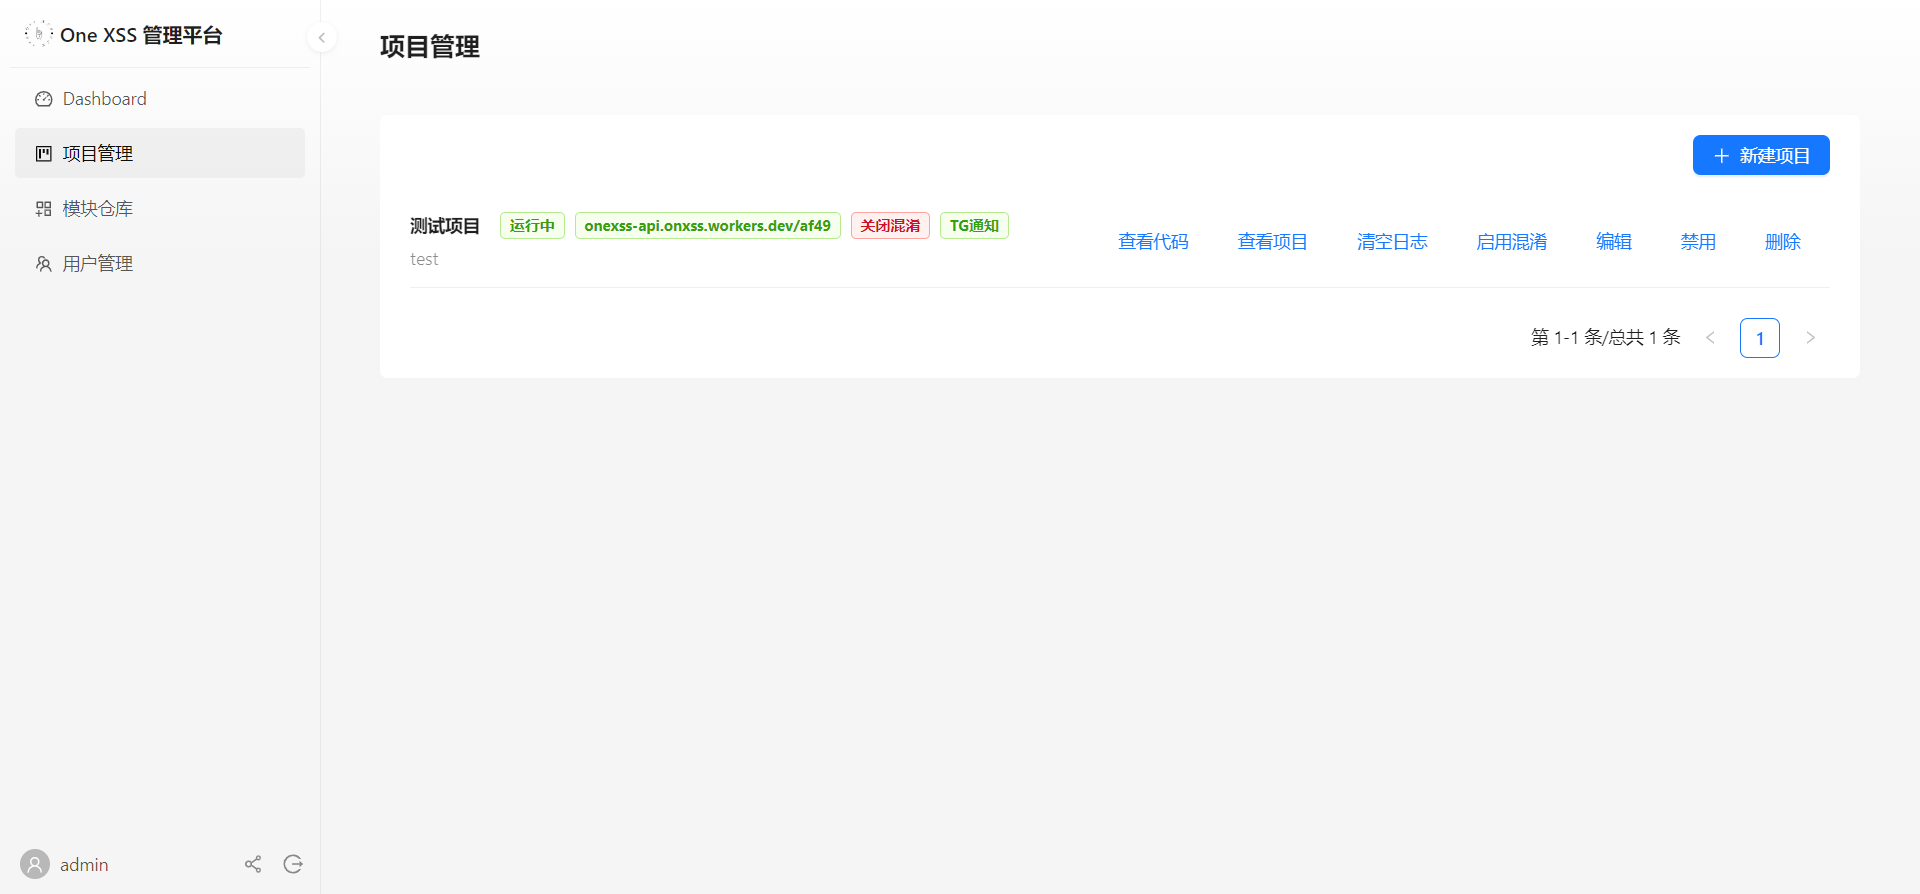 One XSS 管理平台
Dashboard
项目管理
模块仓库
用户管理
admin
项目管理
新建项目
测试项目 运行中 onexss-api.onxss.workers.dev/af49 关闭混淆 TG通知
test
查看代码 查看项目 清空日志 启用混淆 编辑 禁用 删除
第 1-1 条/总共 1 条 1